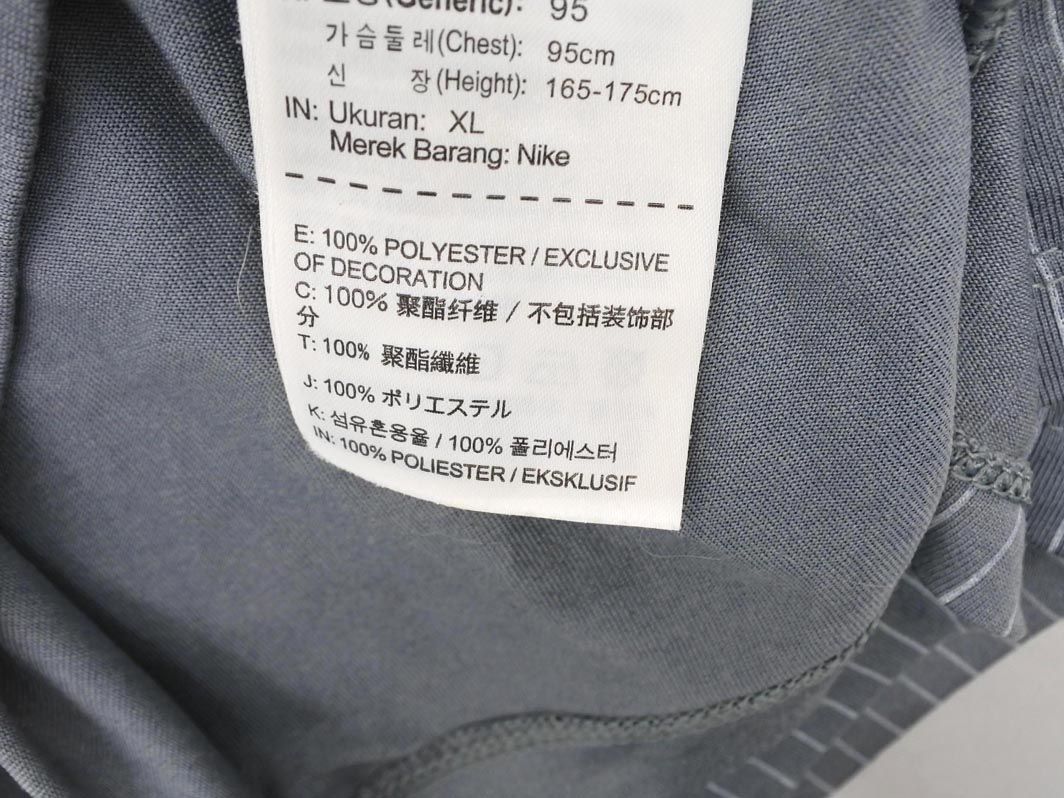 (Generic): 95
가슴둘레(Chest): 95cm
신 장(Height): 165-175cm
IN: Ukuran: XL
Merek Barang: Nike
E: 100% POLYESTER / EXCLUSIVE
OF DECORATION
C: 100% 聚酯纤维 / 不包括装饰部
分
T: 100% 聚酯纖維
J: 100% ポリエステル
K: 섬유혼용율 / 100% 폴리에스터
IN: 100% POLIESTER / EKSKLUSIF